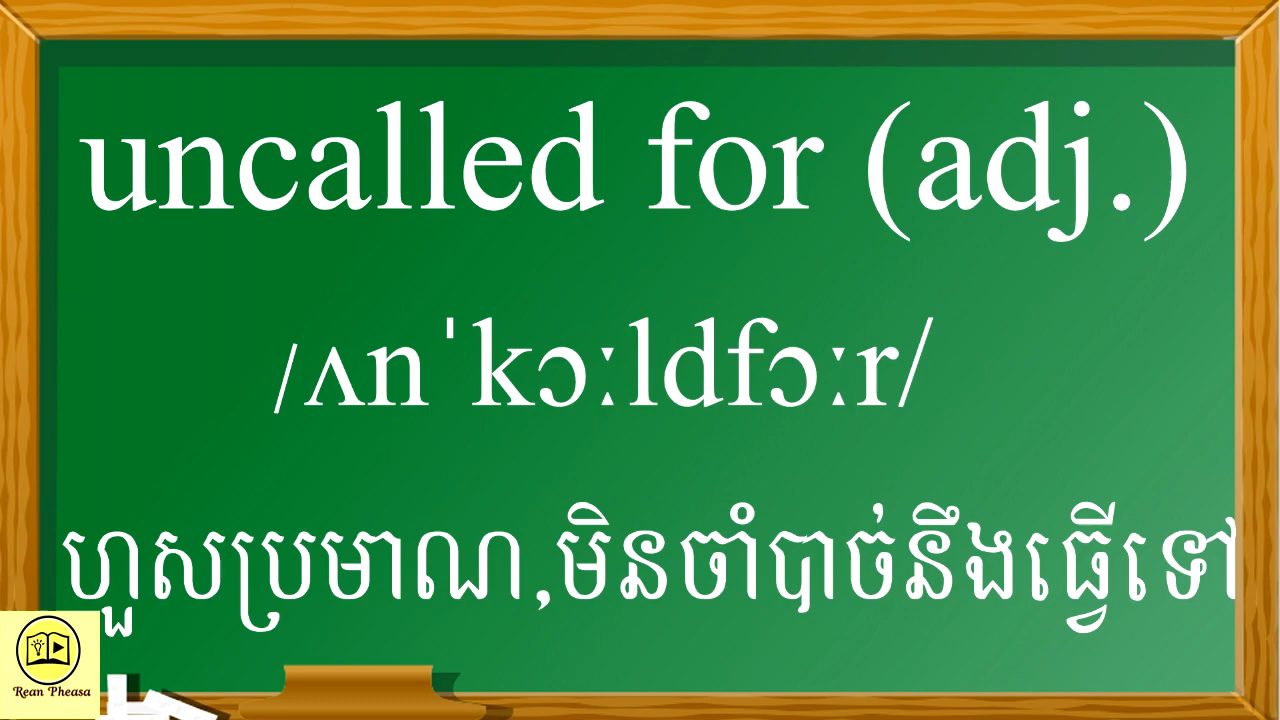 uncalled for (adj.)
/ʌnˈkɔːldfɔːr/
ហួសប្រមាណ,មិនចាំបាច់នឹងធ្វើទៅ
Rean Pheasa